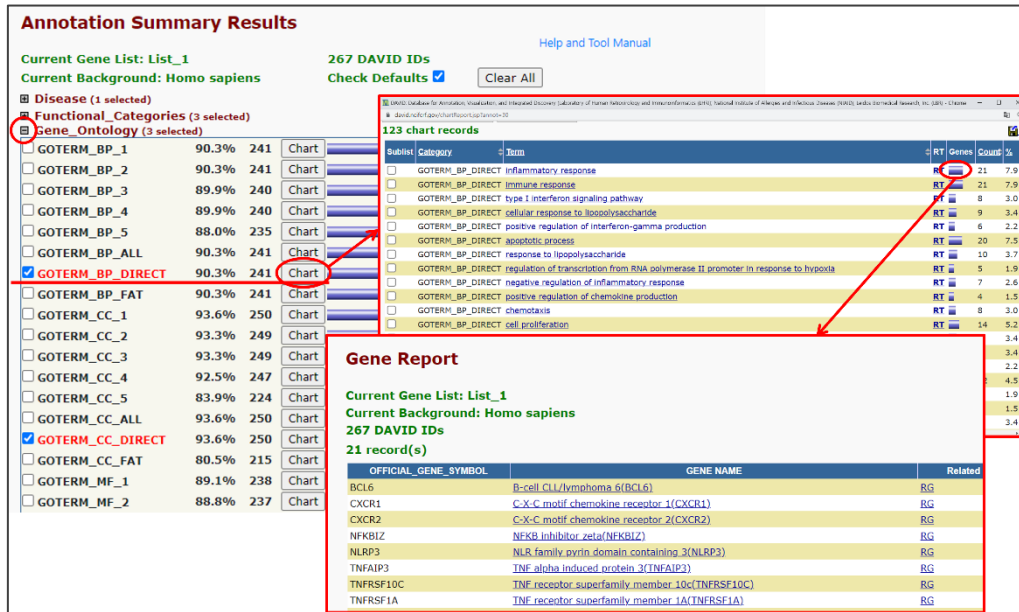 Annotation Summary Results
Help and Tool Manual
Current Gene List: List_1 267 DAVID IDs
Current Background: Homo sapiens Check Defaults Clear All
Disease (1 selected)
Functional_Categories (3 selected)
Gene_Ontology (3 selected)
GOTERM_BP_1 90.3% 241 Chart
GOTERM_BP_2 90.3% 241 Chart
GOTERM_BP_3 89.9% 240 Chart
GOTERM_BP_4 89.9% 240 Chart
GOTERM_BP_5 88.0% 235 Chart
GOTERM_BP_ALL 90.3% 241 Chart
GOTERM_BP_DIRECT 90.3% 241 Chart
GOTERM_BP_FAT 90.3% 241 Chart
GOTERM_CC_1 93.6% 250 Chart
GOTERM_CC_2 93.3% 249 Chart
GOTERM_CC_3 93.3% 249 Chart
GOTERM_CC_4 92.5% 247 Chart
GOTERM_CC_5 83.9% 224 Chart
GOTERM_CC_ALL 93.6% 250 Chart
GOTERM_CC_DIRECT 93.6% 250 Chart
GOTERM_CC_FAT 80.5% 215 Chart
GOTERM_MF_1 89.1% 238 Chart
GOTERM_MF_2 88.8% 237 Chart
123 chart records
Sublist Category Term RT Genes Count %
GOTERM_BP_DIRECT inflammatory response RT 21 7.9
GOTERM_BP_DIRECT immune response RT 21 7.9
GOTERM_BP_DIRECT type I interferon signaling pathway RT 8 3.0
GOTERM_BP_DIRECT cellular response to lipopolysaccharide RT 9 3.4
GOTERM_BP_DIRECT positive regulation of interferon-gamma production RT 6 2.2
GOTERM_BP_DIRECT apoptotic process RT 20 7.5
GOTERM_BP_DIRECT response to lipopolysaccharide RT 10 3.7
GOTERM_BP_DIRECT regulation of transcription from RNA polymerase II promoter in response to hypoxia RT 5 1.9
GOTERM_BP_DIRECT negative regulation of inflammatory response RT 7 2.6
GOTERM_BP_DIRECT positive regulation of chemokine production RT 4 1.5
GOTERM_BP_DIRECT chemotaxis RT 8 3.0
GOTERM_BP_DIRECT cell proliferation RT 14 5.2
3.4
3.4
2.2
4.5
1.9
1.5
3.4
Gene Report
Current Gene List: List_1
Current Background: Homo sapiens
267 DAVID IDs
21 record(s)
OFFICIAL_GENE_SYMBOL GENE NAME Related
BCL6 B-cell CLL/lymphoma 6(BCL6) RG
CXCR1 C-X-C motif chemokine receptor 1(CXCR1) RG
CXCR2 C-X-C motif chemokine receptor 2(CXCR2) RG
NFKBIZ NFKB inhibitor zeta(NFKBIZ) RG
NLRP3 NLR family pyrin domain containing 3(NLRP3) RG
TNFAIP3 TNF alpha induced protein 3(TNFAIP3) RG
TNFRSF10C TNF receptor superfamily member 10c(TNFRSF10C) RG
TNFRSF1A TNF receptor superfamily member 1A(TNFRSF1A) RG